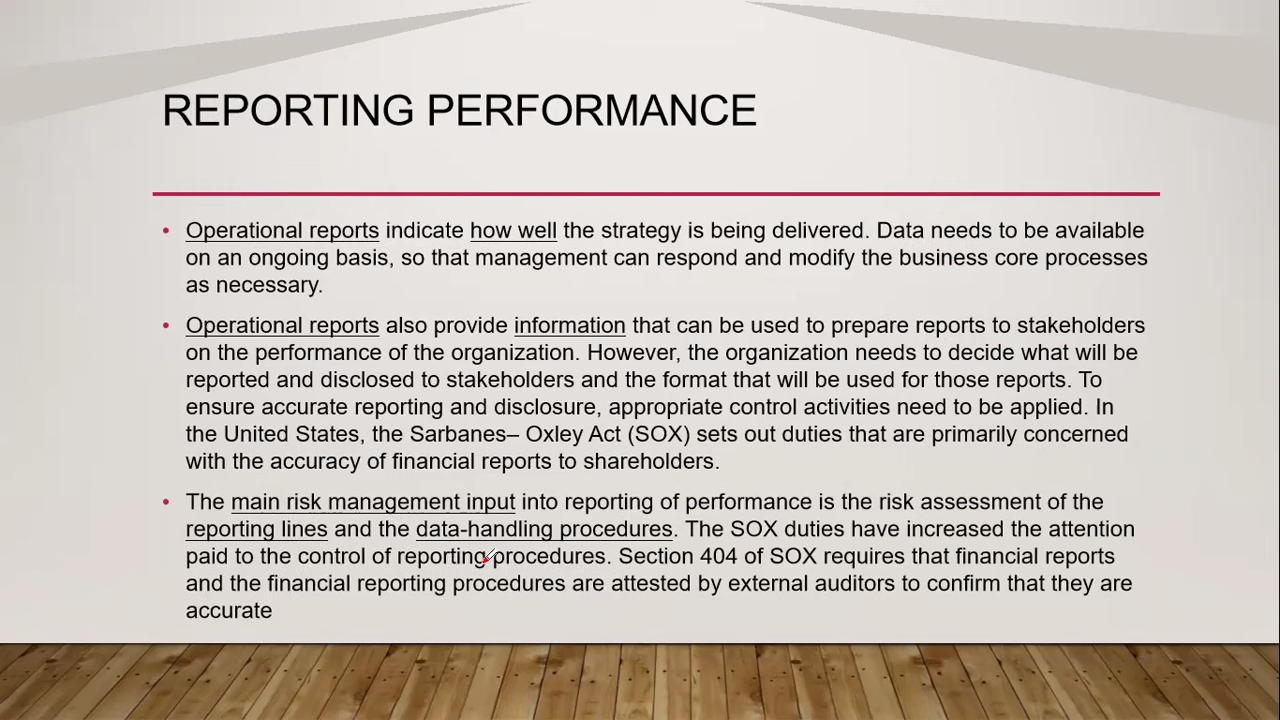 REPORTING PERFORMANCE
• Operational reports indicate how well the strategy is being delivered. Data needs to be available
on an ongoing basis, so that management can respond and modify the business core processes
as necessary.
• Operational reports also provide information that can be used to prepare reports to stakeholders
on the performance of the organization. However, the organization needs to decide what will be
reported and disclosed to stakeholders and the format that will be used for those reports. To
ensure accurate reporting and disclosure, appropriate control activities need to be applied. In
the United States, the Sarbanes– Oxley Act (SOX) sets out duties that are primarily concerned
with the accuracy of financial reports to shareholders.
• The main risk management input into reporting of performance is the risk assessment of the
reporting lines and the data-handling procedures. The SOX duties have increased the attention
paid to the control of reporting procedures. Section 404 of SOX requires that financial reports
and the financial reporting procedures are attested by external auditors to confirm that they are
accurate